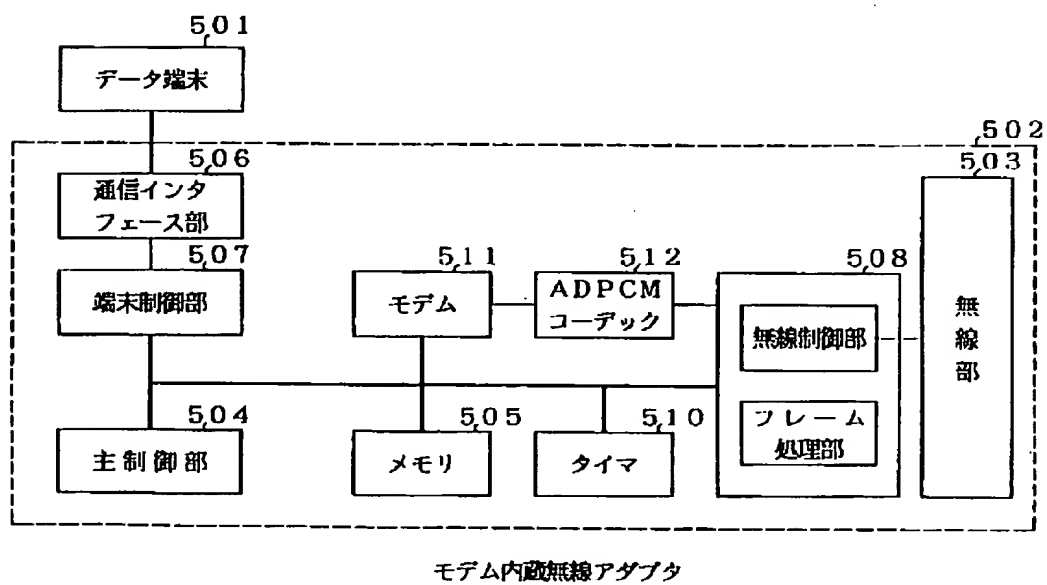 501
データ端末
502
506
通信インタ
フェース部
503
507
端末制御部
511
モデム
512
ADPCM
コーデック
508
無線制御部
無
線
部
504
主制御部
505
メモリ
510
タイマ
フレーム
処理部
モデム内蔵無線アダプタ